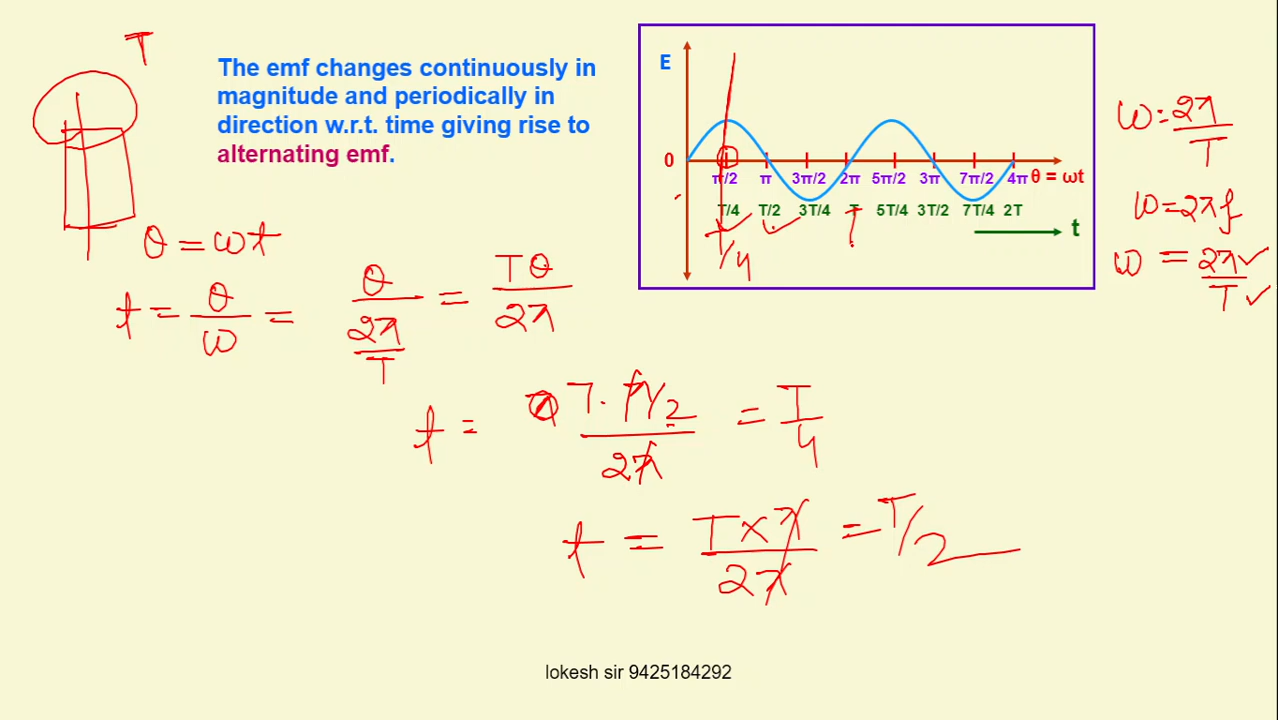 T
The emf changes continuously in
magnitude and periodically in
direction w.r.t. time giving rise to
alternating emf.
E
0
π/2 π 3π/2 2π 5π/2 3π 7π/2 4π θ = ωt
T/4 T/2 3T/4 T 5T/4 3T/2 7T/4 2T
t
T/4
ω=2π/T
ω=2πf
ω = 2π/T
θ = ωt
t = θ/ω = θ/(2π/T) = Tθ/2π
t = T.π/2 / 2π = T/4
t = T×π / 2π = T/2
lokesh sir 9425184292